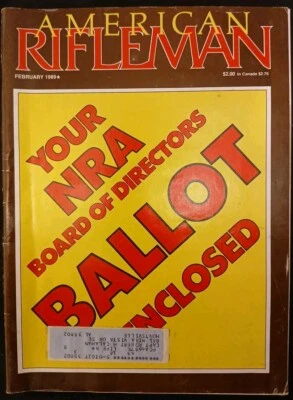 AMERICAN
RIFLEMAN
FEBRUARY 1989★
$2.00 In Canada $2.75
YOUR
NRA
BOARD OF DIRECTORS
BALLOT
ENCLOSED